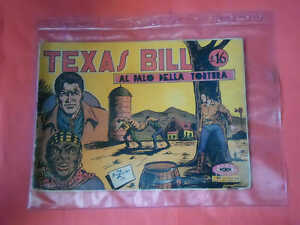 TEXAS BILL
£.16
AL PALO DELLA TORTURA